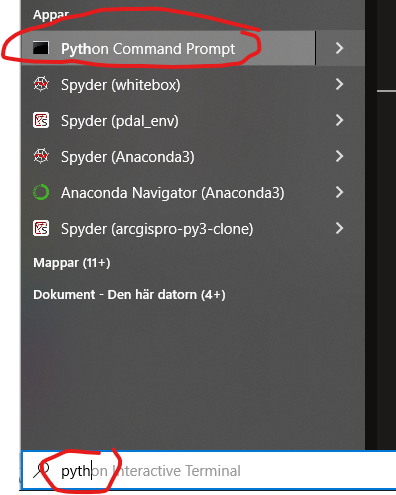 Appar
Python Command Prompt
Spyder (whitebox)
Spyder (pdal_env)
Spyder (Anaconda3)
Anaconda Navigator (Anaconda3)
Spyder (arcgispro-py3-clone)
Mappar (11+)
Dokument - Den här datorn (4+)
python Interactive Terminal